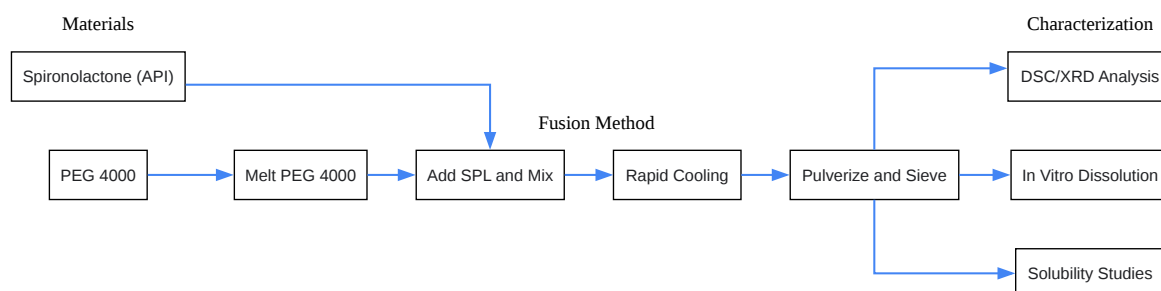 Materials
Characterization
Spironolactone (API)
DSC/XRD Analysis
Fusion Method
PEG 4000
Melt PEG 4000
Add SPL and Mix
Rapid Cooling
Pulverize and Sieve
In Vitro Dissolution
Solubility Studies